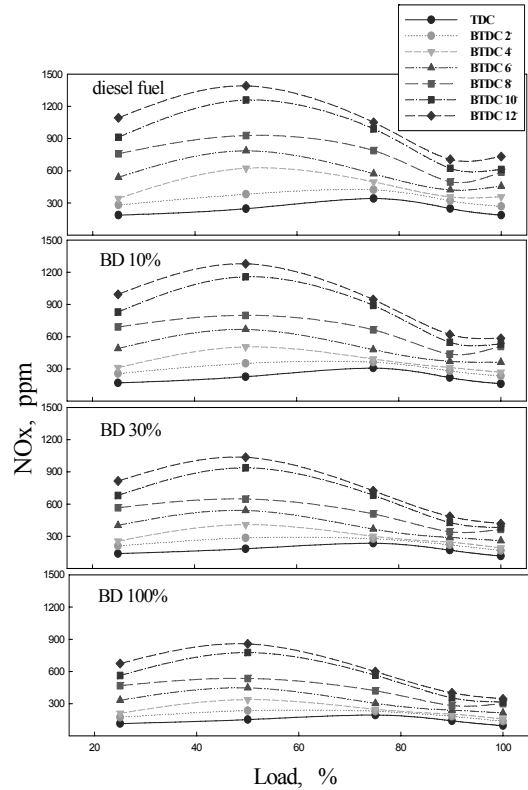 TDC
BTDC 2°
BTDC 4°
BTDC 6°
BTDC 8°
BTDC 10°
BTDC 12°
diesel fuel
1500
1200
900
600
300
BD 10%
1500
1200
900
600
300
BD 30%
1500
1200
900
600
300
BD 100%
1500
900
600
300
20
40
60
80
100
NOx, ppm
Load, %